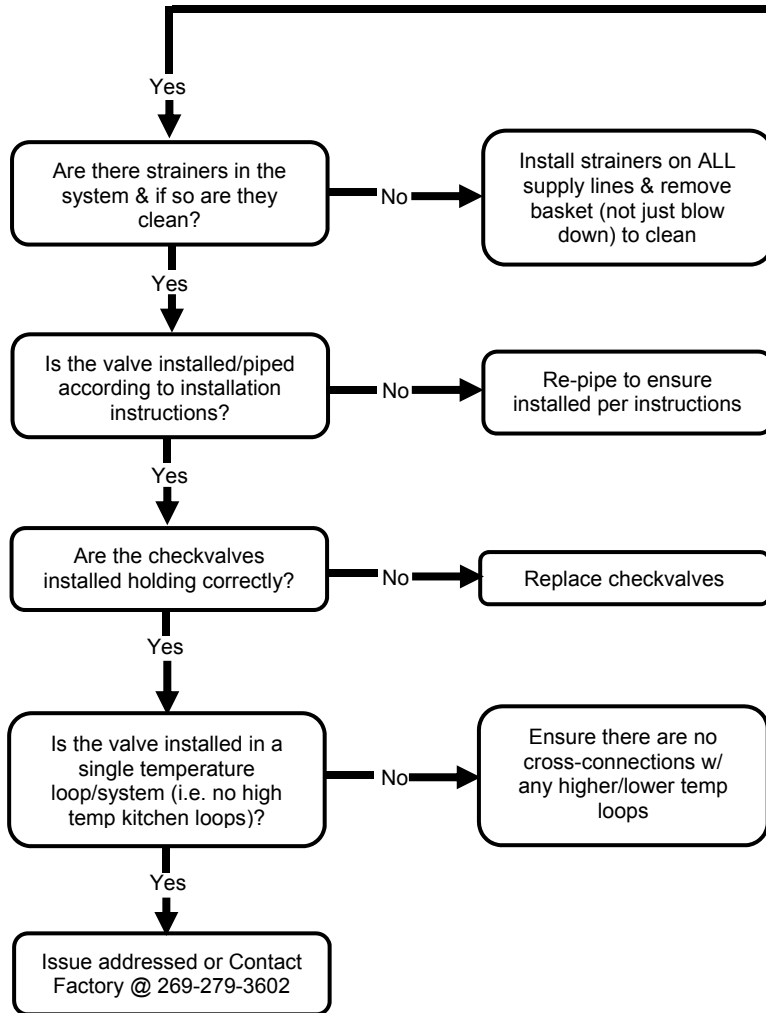 Yes
Are there strainers in the
system & if so are they
clean?
No
Install strainers on ALL
supply lines & remove
basket (not just blow
down) to clean
Yes
Is the valve installed/piped
according to installation
instructions?
No
Re-pipe to ensure
installed per instructions
Yes
Are the checkvalves
installed holding correctly?
No
Replace checkvalves
Yes
Is the valve installed in a
single temperature
loop/system (i.e. no high
temp kitchen loops)?
No
Ensure there are no
cross-connections w/
any higher/lower temp
loops
Yes
Issue addressed or Contact
Factory @ 269-279-3602